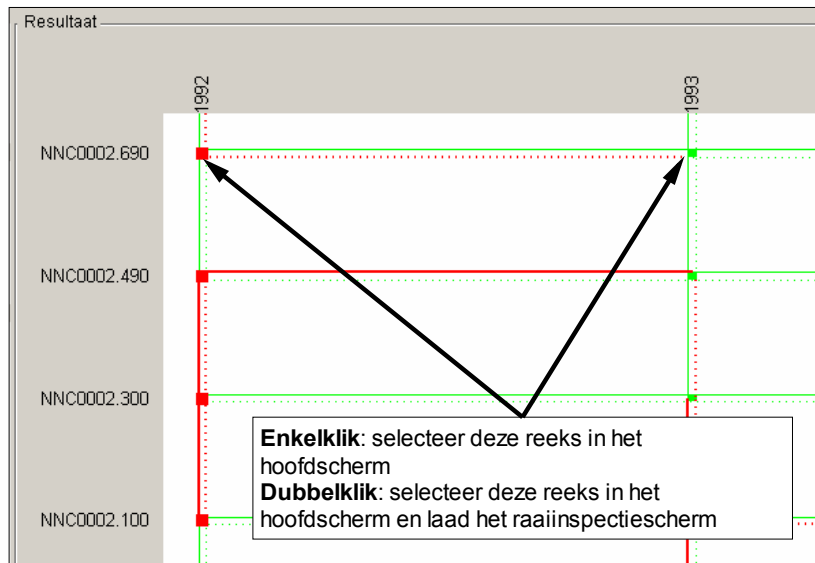 Resultaat
1992
1993
NNC0002.690
NNC0002.490
NNC0002.300
NNC0002.100
Enkelklik: selecteer deze reeks in het
hoofdscherm
Dubbelklik: selecteer deze reeks in het
hoofdscherm en laad het raaiinspectiescherm